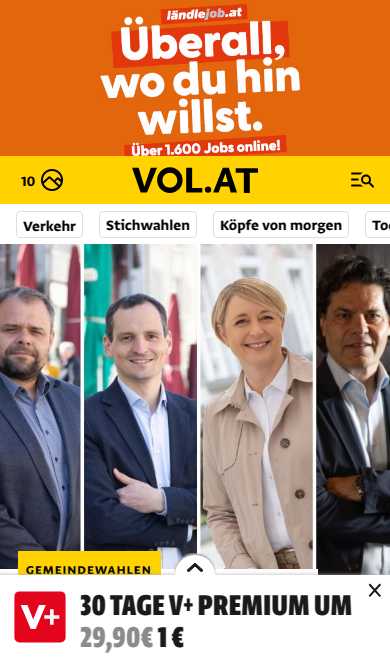 ländlejob.at
Überall,
wo du hin
willst.
Über 1.600 Jobs online!
10
VOL.AT
Verkehr
Stichwahlen
Köpfe von morgen
GEMEINDEWAHLEN
V+
30 TAGE V+ PREMIUM UM
29,90€ 1 €